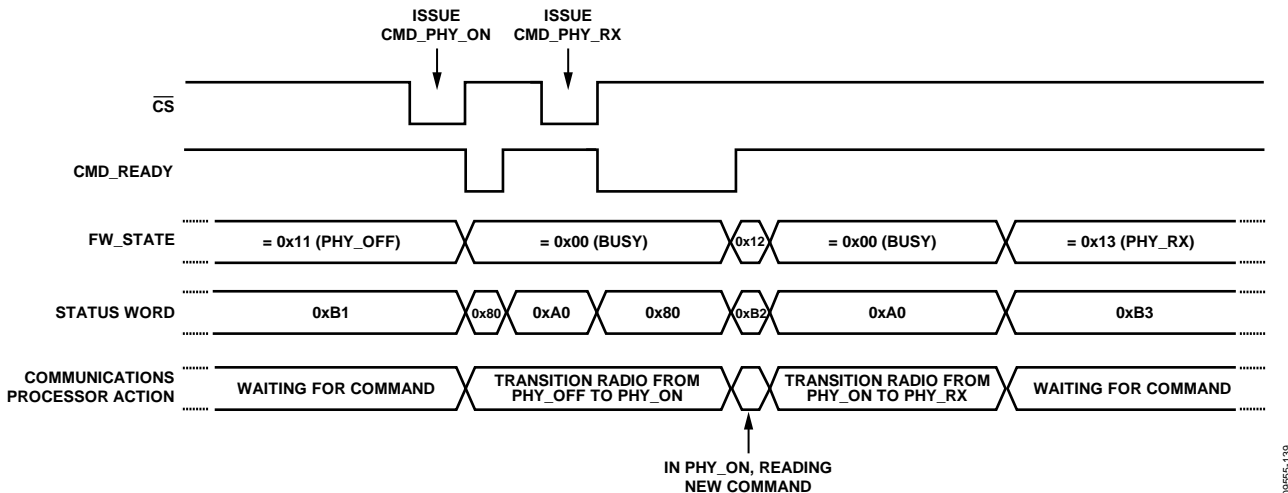 ISSUE
CMD_PHY_ON
ISSUE
CMD_PHY_RX
CS
CMD_READY
FW_STATE
= 0x11 (PHY_OFF)
= 0x00 (BUSY)
0x12
= 0x00 (BUSY)
= 0x13 (PHY_RX)
STATUS WORD
0xB1
0x80
0xA0
0x80
0xB2
0xA0
0xB3
COMMUNICATIONS
PROCESSOR ACTION
WAITING FOR COMMAND
TRANSITION RADIO FROM
PHY_OFF TO PHY_ON
TRANSITION RADIO FROM
PHY_ON TO PHY_RX
WAITING FOR COMMAND
IN PHY_ON, READING
NEW COMMAND
09555-139